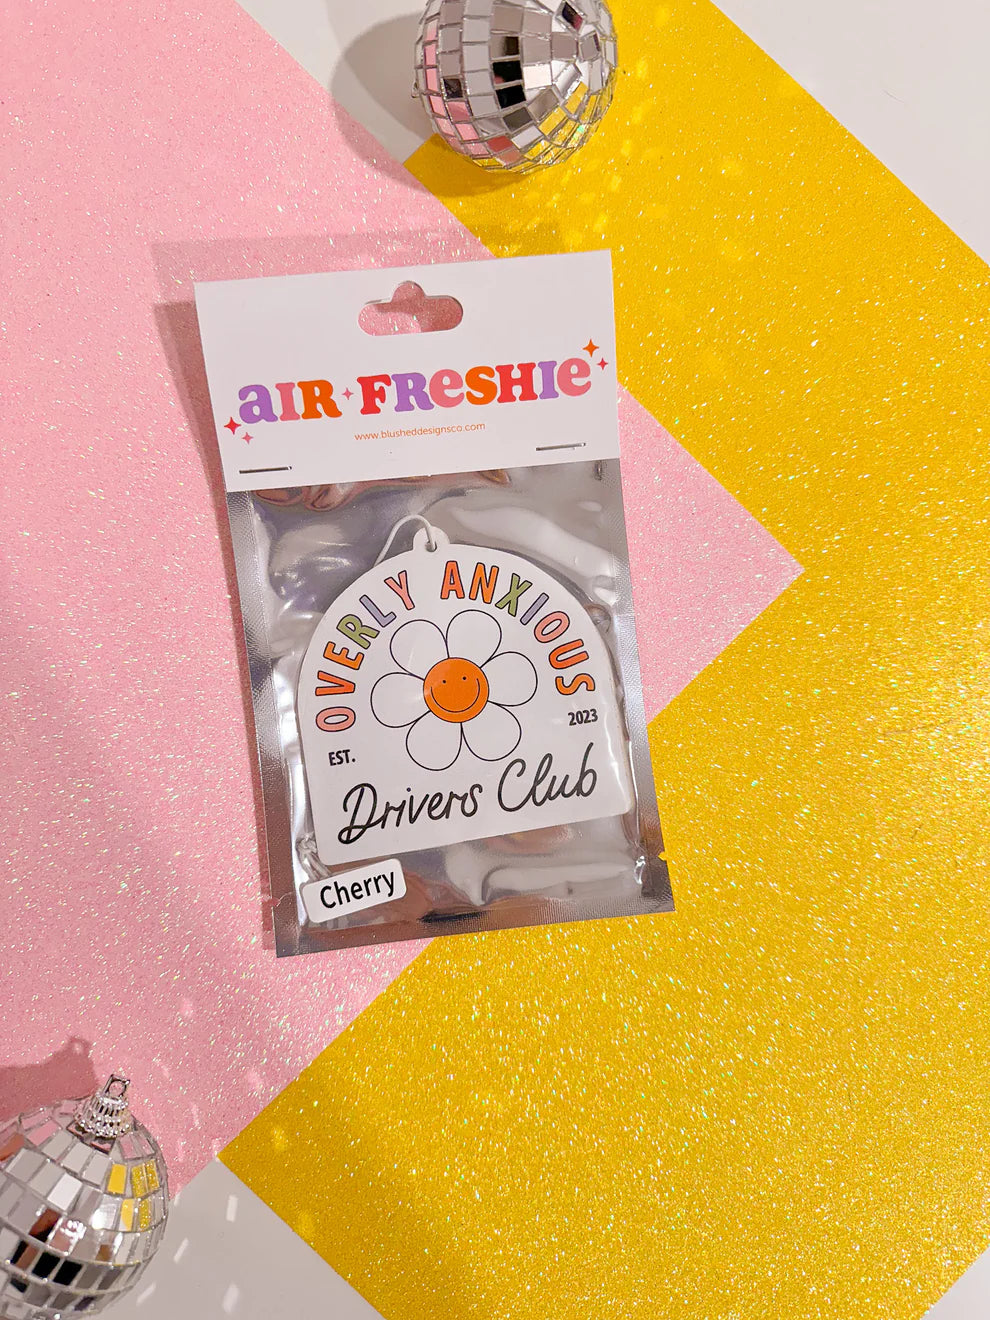 AIR FRESHIE
www.blusheddesignsco.com
OVERLY ANXIOUS
EST. 2023
Drivers Club
Cherry